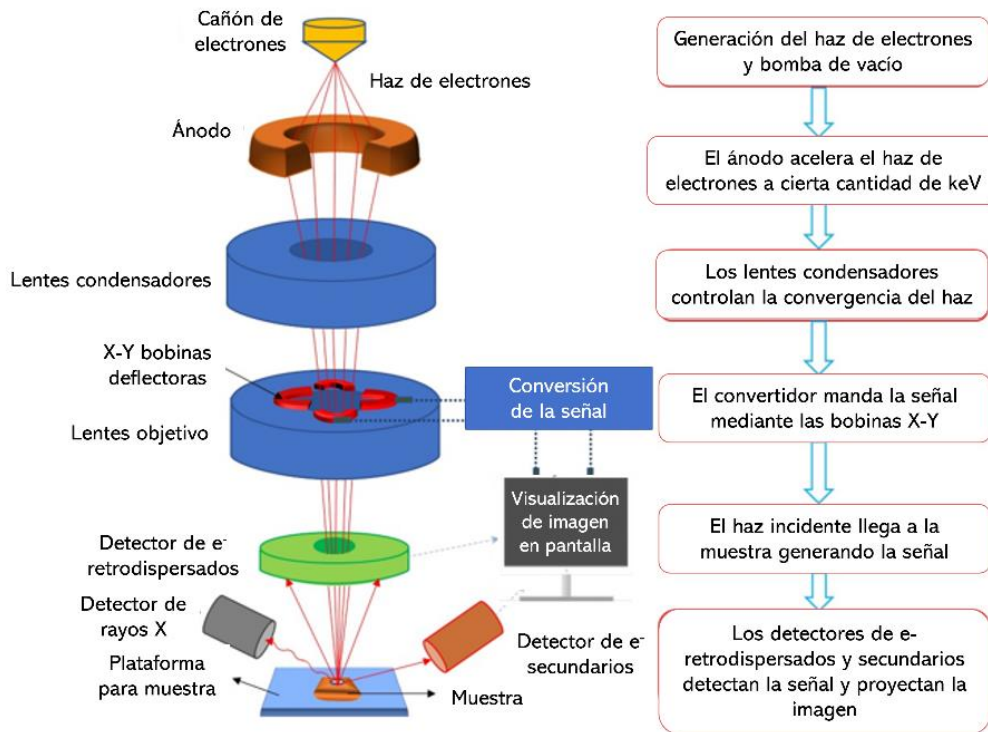 Cañón de
electrones
Haz de electrones
Ánodo
Lentes condensadores
X-Y bobinas
deflectoras
Lentes objetivo
Conversión
de la señal
Visualización
de imagen
en pantalla
Detector de e-
retrodispersados
Detector de
rayos X
Detector de e-
secundarios
Plataforma
para muestra
Muestra
Generación del haz de electrones
y bomba de vacío
El ánodo acelera el haz de
electrones a cierta cantidad de keV
Los lentes condensadores
controlan la convergencia del haz
El convertidor manda la señal
mediante las bobinas X-Y
El haz incidente llega a la
muestra generando la señal
Los detectores de e-
retrodispersados y secundarios
detectan la señal y proyectan la
imagen